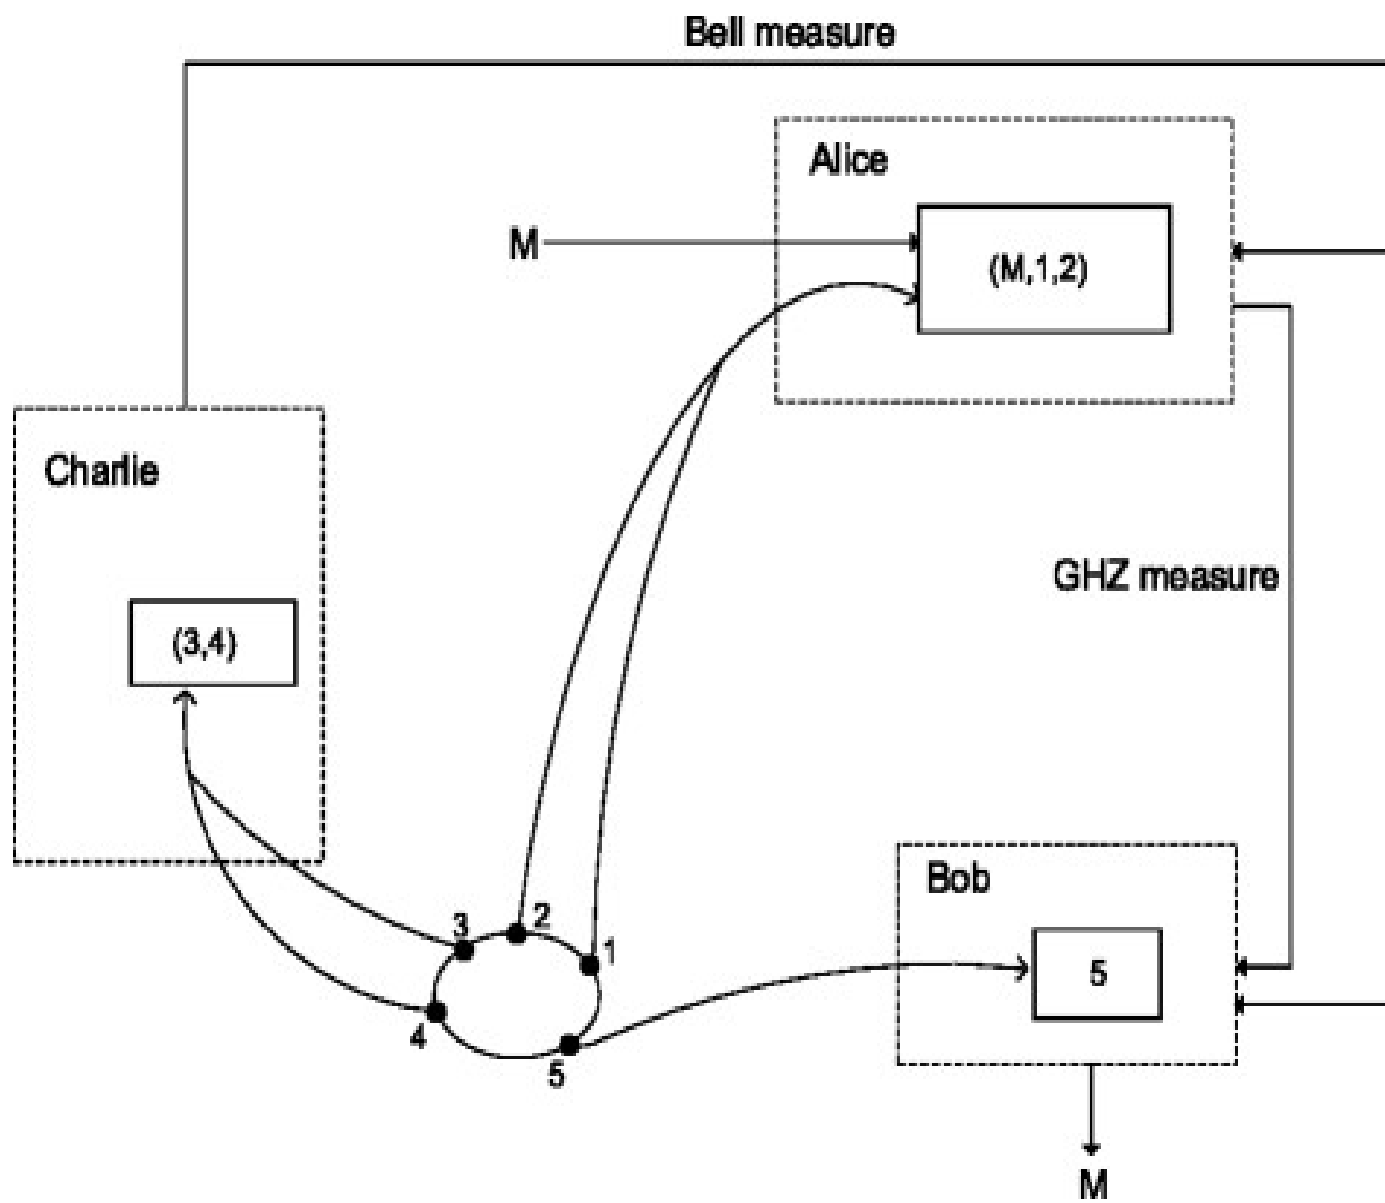 Bell measure
Alice
M
(M,1,2)
Charlie
GHZ measure
(3,4)
Bob
3
2
1
5
4
5
M